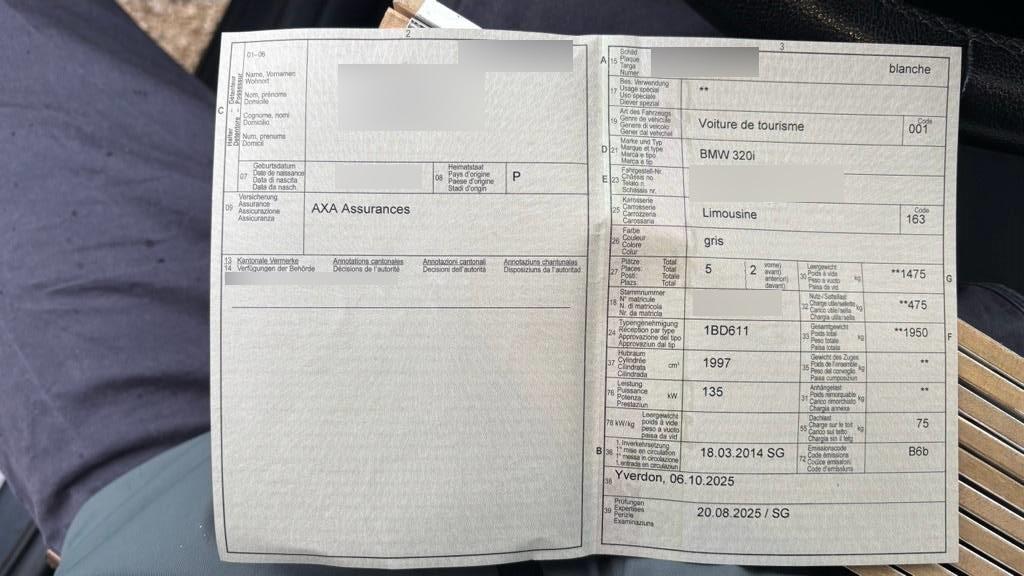 2
01-06
C
Halter Detenteur - Detentore Possessur
Name, Vornamen
Wohnort
Nom, prénoms
Domicile
Cognome, nomi
Domicilio
Num, prenums
Domicil
07
Geburtsdatum
Date de naissance
Data di nascita
Data da nasch.
08
Heimatstaat
Pays d'origine
Paese d'origine
Stadi d'origin
P
09
Versicherung
Assurance
Assicurazione
Assicuranza
AXA Assurances
13 Kantonale Vermerke Annotations cantonales Annotazioni cantonali Annotaziuns chantunalas
14 Verfügungen der Behörde Décisions de l'autorité Decisioni dell'autorità Disposiziuns da l'autoritad
3
A 15
Schild
Plaque
Targa
Numer
blanche
17
Bes. Verwendung
Usage spécial
Uso speciale
Diever spezial
**
19
Art des Fahrzeugs
Genre de véhicule
Genere di veicolo
Gener dal vehichel
Voiture de tourisme
Code
001
D 21
Marke und Typ
Marque et type
Marca e tipo
Marca e tip
BMW 320i
E 23
Fahrgestell-Nr.
Châssis no.
Telaio n.
Schassis nr.
25
Karosserie
Carrosserie
Carrozzeria
Carossaria
Limousine
Code
163
26
Farbe
Couleur
Colore
Colur
gris
27
Plätze: Total
Places: Total
Posti: Totale
Plazs: Total
5
2
vorne)
avant)
anteriori)
davant)
30
Leergewicht
Poids à vide
Peso a vuoto
Paisa da vid
kg
**1475
G
18
Stammnummer
N° matricule
N. di matricola
Nr. da matricla
32
Nutz-/Sattellast
Charge utile/sellette
Carico utile/sella
Chargia utila/sella
kg
**475
24
Typengenehmigung
Réception par type
Approvazione del tipo
Approvaziun dal tip
1BD611
33
Gesamtgewicht
Poids total
Peso totale
Paisa totala
kg
**1950
F
37
Hubraum
Cylindrée
Cilindrata
Cilindrada
cm³
1997
35
Gewicht des Zuges
Poids de l'ensemble
Peso del convoglio
Paisa cumposiziun
kg
**
76
Leistung
Puissance
Potenza
Prestaziun
kW
135
31
Anhängelast
Poids remorquable
Carico rimorchiato
Chargia annexa
kg
**
78 kW/kg
Leergewicht
poids à vide
peso a vuoto
paisa da vid
55
Dachlast
Charge sur le toit
Carico sul tetto
Chargia sin il tetg
kg
75
B 36
1. Inverkehrsetzung
1re mise en circulation
1a messa in circolazione
1. entrada en circulaziun
18.03.2014 SG
72
Emissionscode
Code émissions
Codice emissioni
Code d'emissiuns
B6b
38
Yverdon, 06.10.2025
39
Prüfungen
Expertises
Perizie
Examinaziuns
20.08.2025 / SG